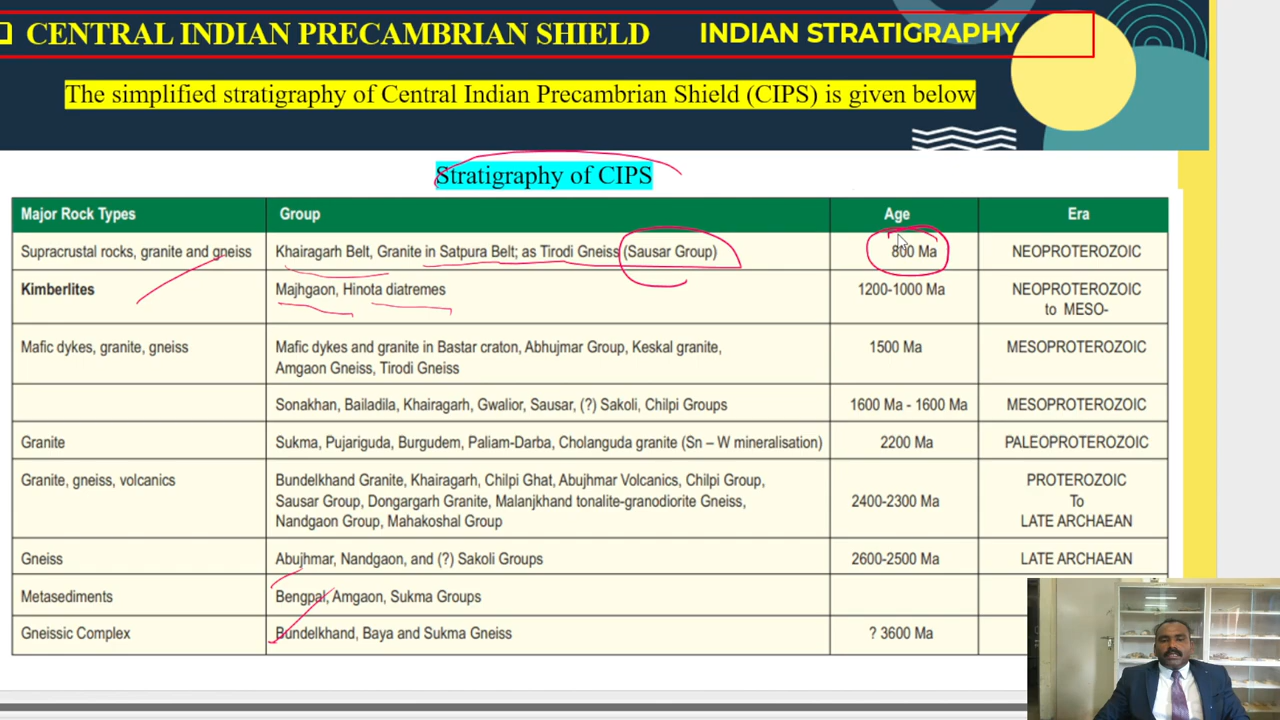 CENTRAL INDIAN PRECAMBRIAN SHIELD INDIAN STRATIGRAPHY
The simplified stratigraphy of Central Indian Precambrian Shield (CIPS) is given below
Stratigraphy of CIPS
Major Rock Types Group Age Era
Supracrustal rocks, granite and gneiss Khairagarh Belt, Granite in Satpura Belt; as Tirodi Gneiss (Sausar Group) 800 Ma NEOPROTEROZOIC
Kimberlites Majhgaon, Hinota diatremes 1200-1000 Ma NEOPROTEROZOIC
to MESO-
Mafic dykes, granite, gneiss Mafic dykes and granite in Bastar craton, Abhujmar Group, Keskal granite, 1500 Ma MESOPROTEROZOIC
Amgaon Gneiss, Tirodi Gneiss
Sonakhan, Bailadila, Khairagarh, Gwalior, Sausar, (?) Sakoli, Chilpi Groups 1600 Ma - 1600 Ma MESOPROTEROZOIC
Granite Sukma, Pujariguda, Burgudem, Paliam-Darba, Cholanguda granite (Sn – W mineralisation) 2200 Ma PALEOPROTEROZOIC
Granite, gneiss, volcanics Bundelkhand Granite, Khairagarh, Chilpi Ghat, Abujhmar Volcanics, Chilpi Group, PROTEROZOIC
Sausar Group, Dongargarh Granite, Malanjkhand tonalite-granodiorite Gneiss, 2400-2300 Ma To
Nandgaon Group, Mahakoshal Group LATE ARCHAEAN
Gneiss Abujhmar, Nandgaon, and (?) Sakoli Groups 2600-2500 Ma LATE ARCHAEAN
Metasediments Bengpal, Amgaon, Sukma Groups
Gneissic Complex Bundelkhand, Baya and Sukma Gneiss ? 3600 Ma